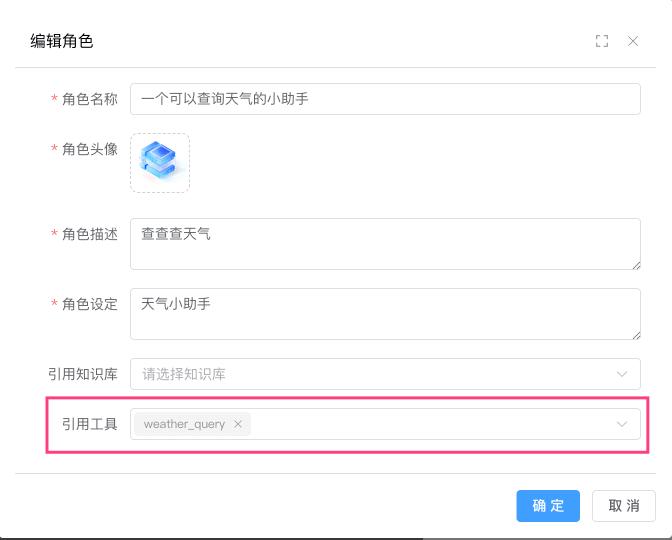 编辑角色
* 角色名称 一个可以查询天气的小助手
* 角色头像
* 角色描述 查查查天气
* 角色设定 天气小助手
引用知识库 请选择知识库
引用工具 weather_query ×
确 定 取 消